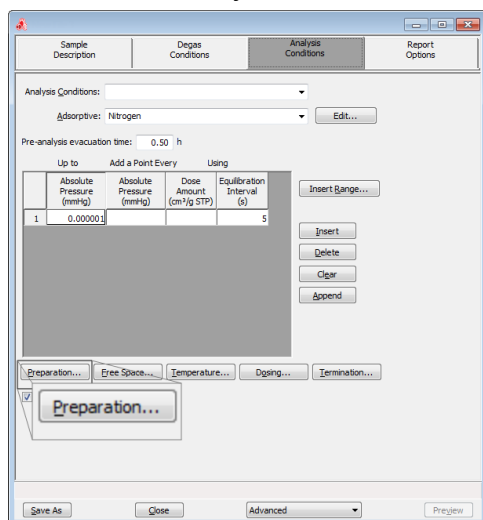 Sample Description
Degas Conditions
Analysis Conditions
Report Options
Analysis Conditions:
Adsorptive: Nitrogen Edit...
Pre-analysis evacuation time: 0.50 h
Up to Add a Point Every Using
Absolute Pressure (mmHg) Absolute Pressure (mmHg) Dose Amount (cm³/g STP) Equilibration Interval (s)
1 0.000001 5
Insert Range...
Insert
Delete
Clear
Append
Preparation... Free Space... Temperature... Dosing... Termination...
Preparation...
Save As Close Advanced Preview